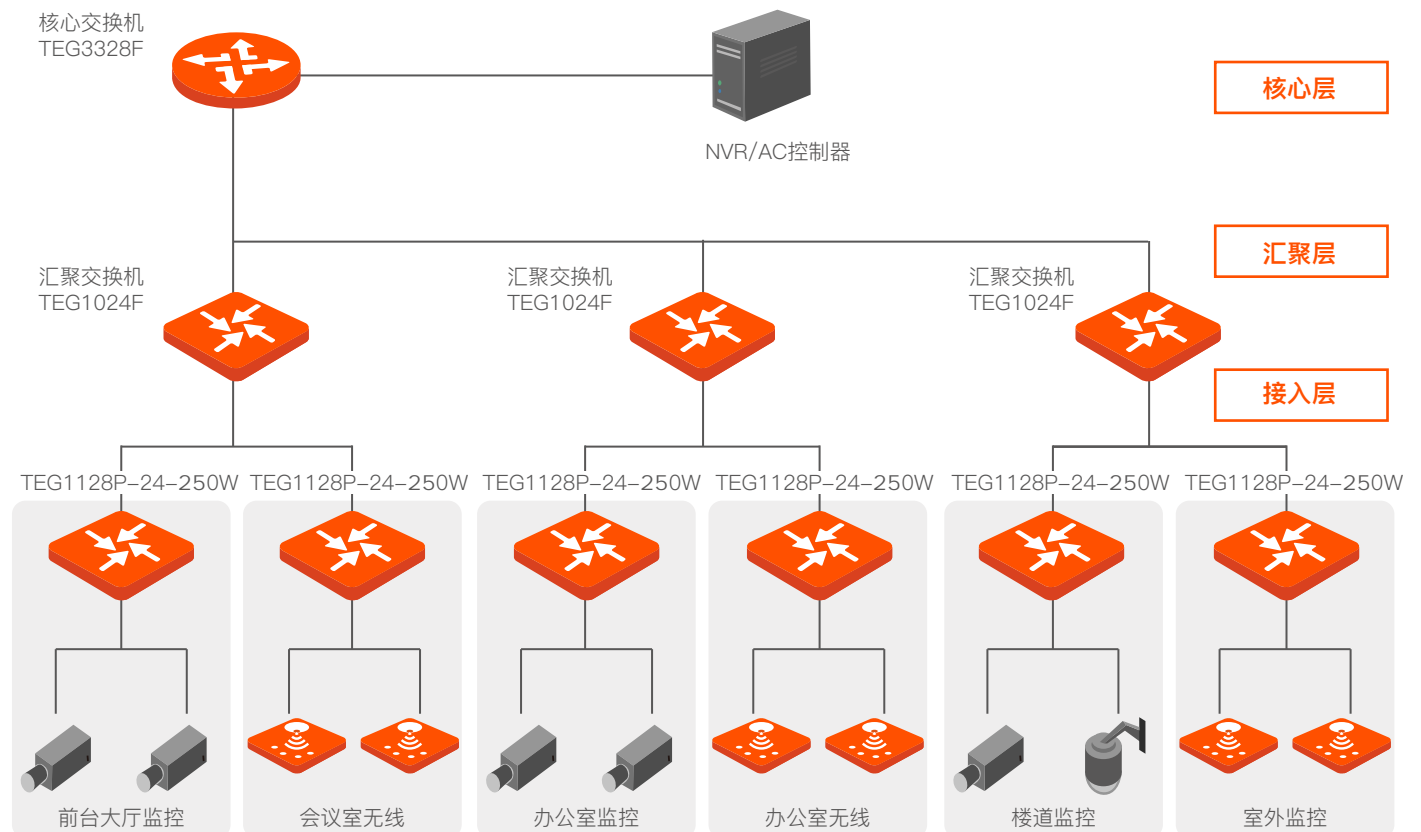 核心交换机
TEG3328F
核心层
NVR/AC控制器
汇聚层
汇聚交换机
TEG1024F
汇聚交换机
TEG1024F
汇聚交换机
TEG1024F
接入层
TEG1128P-24-250W
TEG1128P-24-250W
TEG1128P-24-250W
TEG1128P-24-250W
TEG1128P-24-250W
TEG1128P-24-250W
前台大厅监控
会议室无线
办公室监控
办公室无线
楼道监控
室外监控